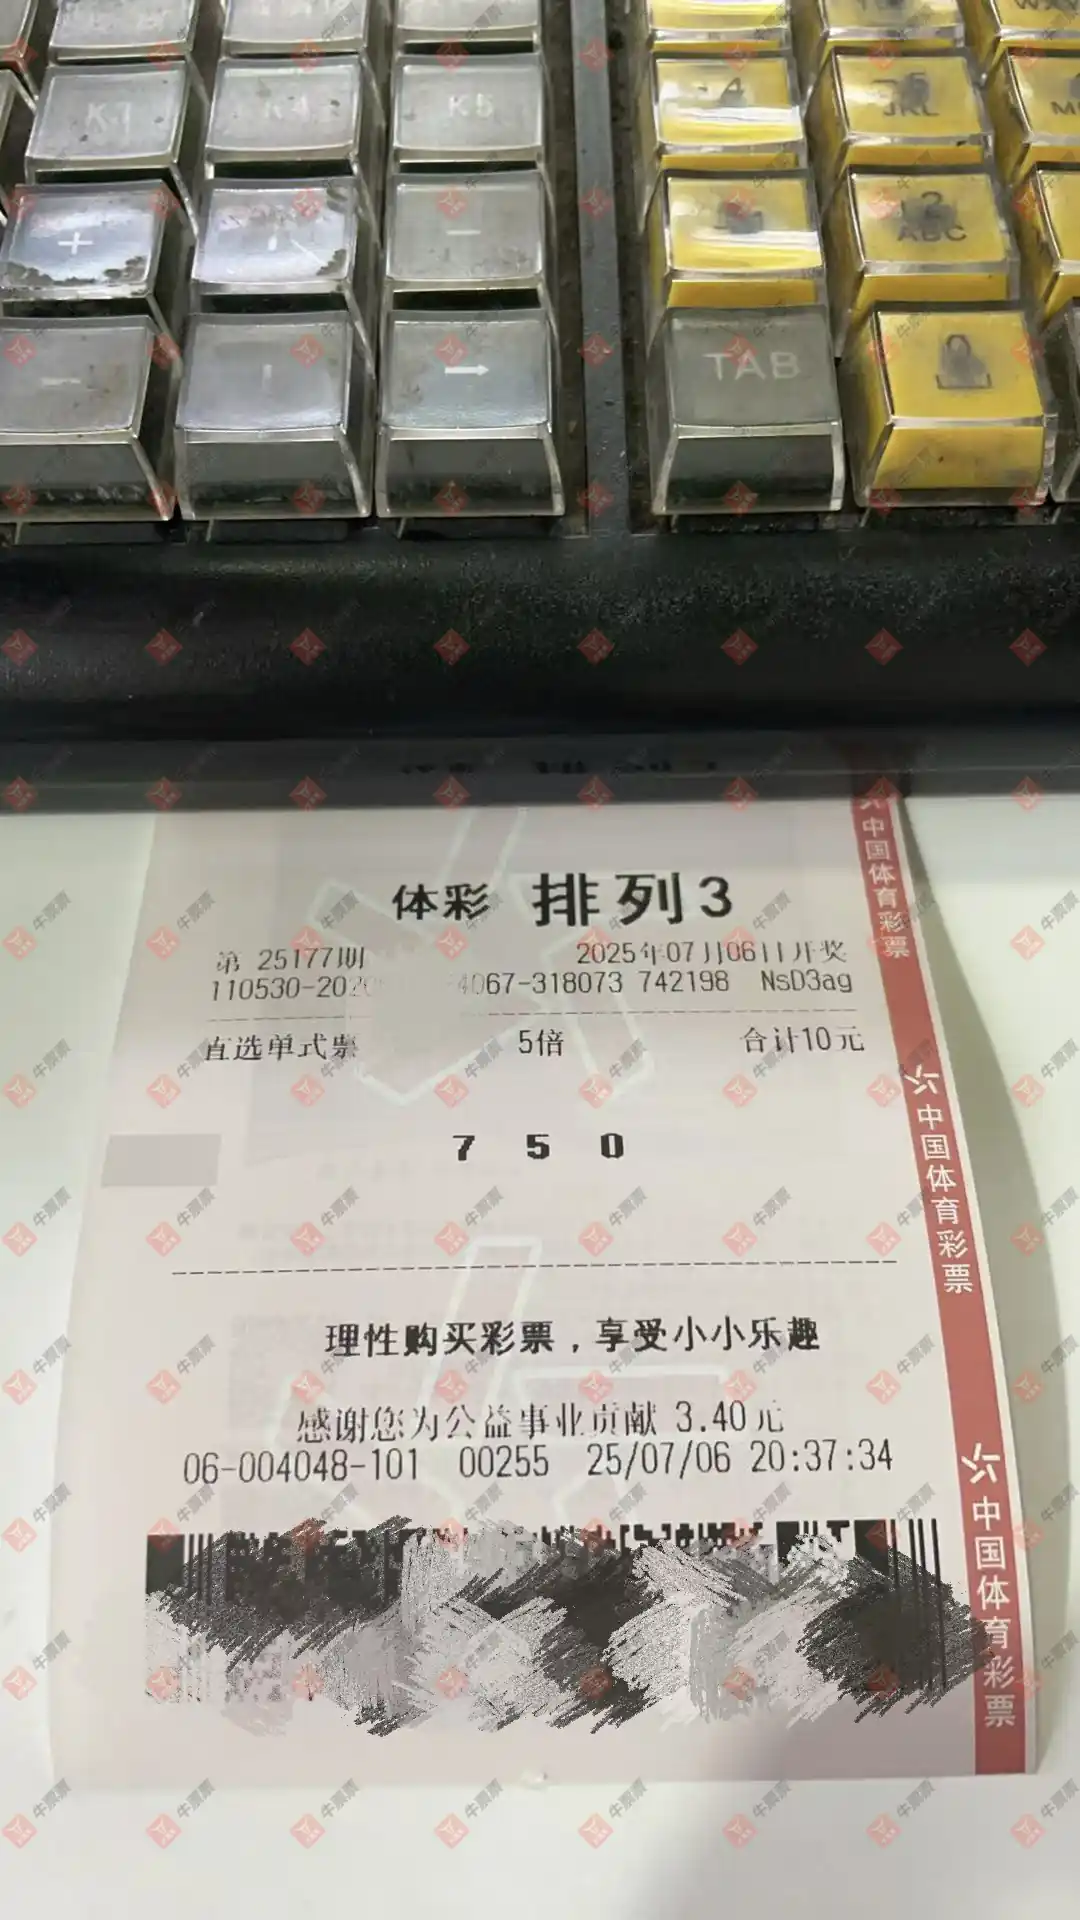 K5
JKL
ABC
TAB
体彩 排列3
第 25177期 2025年07月06日开奖
110530-2020 4067-318073 742198 NsD3ag
直选单式票 5倍 合计10元
7 5 0
理性购买彩票，享受小小乐趣
感谢您为公益事业贡献 3.40元
06-004048-101 00255 25/07/06 20:37:34
中国体育彩票
中国体育彩票
中国体育彩票
牛票票